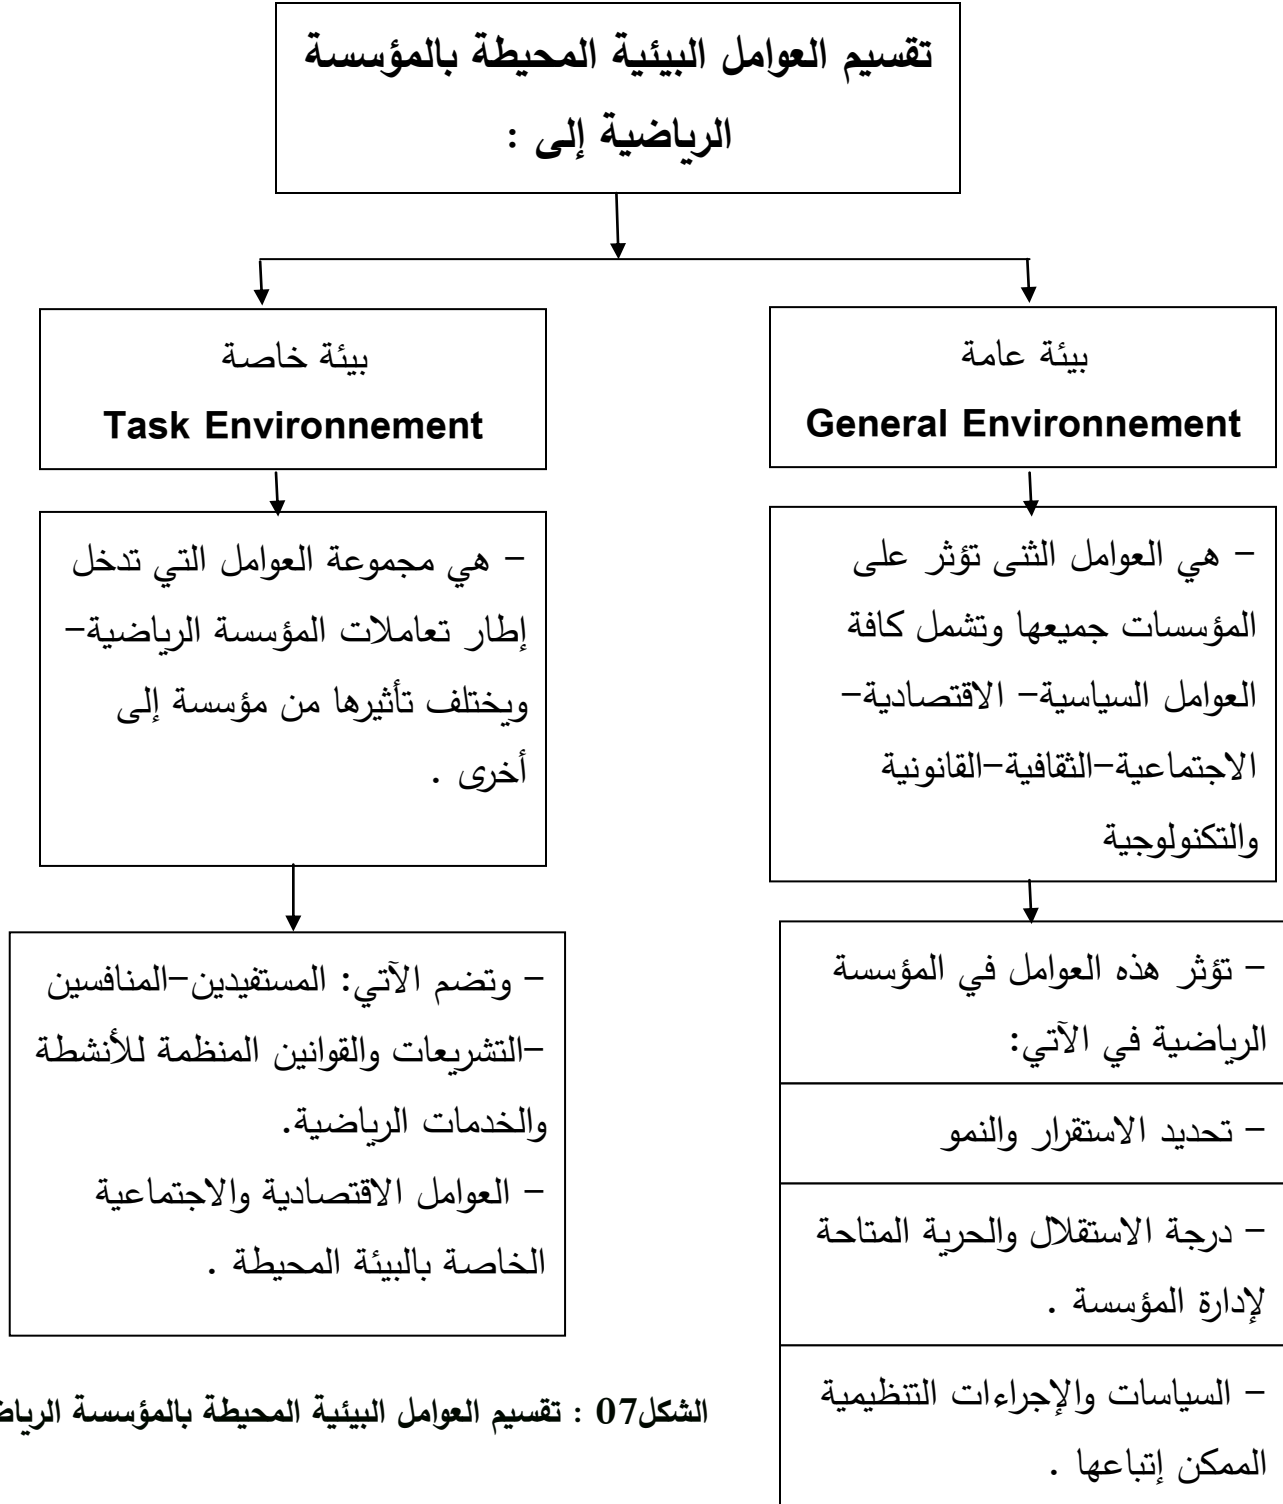 تقسيم العوامل البيئية المحيطة بالمؤسسة
الرياضية إلى :
بيئة عامة
General Environnement
– هي العوامل الثنى تؤثر على
المؤسسات جميعها وتشمل كافة
العوامل السياسية– الاقتصادية–
الاجتماعية–الثقافية–القانونية
والتكنولوجية
– تؤثر هذه العوامل في المؤسسة
الرياضية في الآتي:
– تحديد الاستقرار والنمو
– درجة الاستقلال والحرية المتاحة
لإدارة المؤسسة .
– السياسات والإجراءات التنظيمية
الممكن إتباعها .
بيئة خاصة
Task Environnement
– هي مجموعة العوامل التي تدخل
إطار تعاملات المؤسسة الرياضية–
ويختلف تأثيرها من مؤسسة إلى
أخرى .
– وتضم الآتي: المستفيدين–المنافسين
–التشريعات والقوانين المنظمة للأنشطة
والخدمات الرياضية.
– العوامل الاقتصادية والاجتماعية
الخاصة بالبيئة المحيطة .
الشكل07 : تقسيم العوامل البيئية المحيطة بالمؤسسة